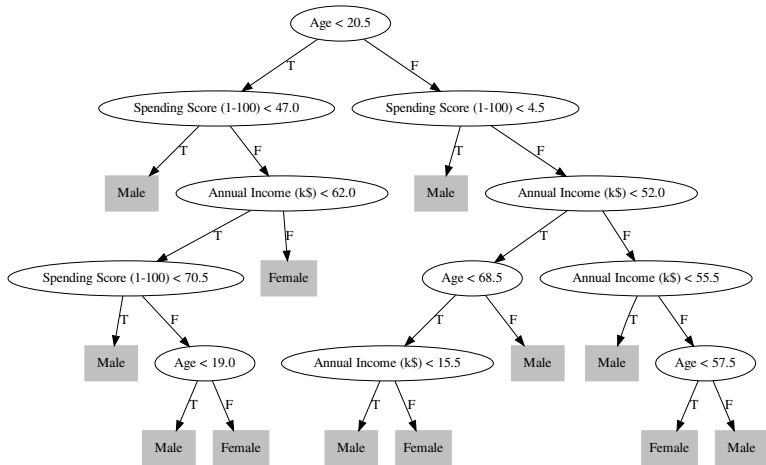 Age < 20.5
T
F
Spending Score (1-100) < 47.0
Spending Score (1-100) < 4.5
T
F
T
F
Male
Annual Income (k$) < 62.0
Male
Annual Income (k$) < 52.0
T
F
T
F
Spending Score (1-100) < 70.5
Female
Age < 68.5
Annual Income (k$) < 55.5
T
F
T
F
T
F
Male
Age < 19.0
Annual Income (k$) < 15.5
Male
Male
Age < 57.5
T
F
T
F
T
F
Male
Female
Male
Female
Female
Male